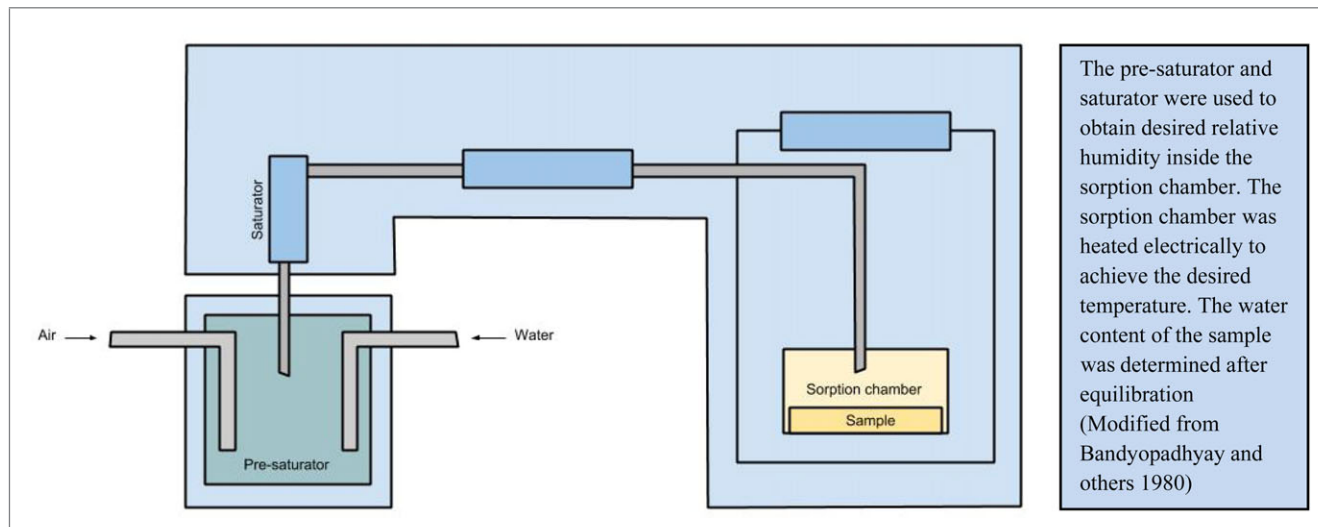 Saturator
Air
Water
Pre-saturator
Sorption chamber
Sample
The pre-saturator and
saturator were used to
obtain desired relative
humidity inside the
sorption chamber. The
sorption chamber was
heated electrically to
achieve the desired
temperature. The water
content of the sample
was determined after
equilibration
(Modified from
Bandyopadhyay and
others 1980)